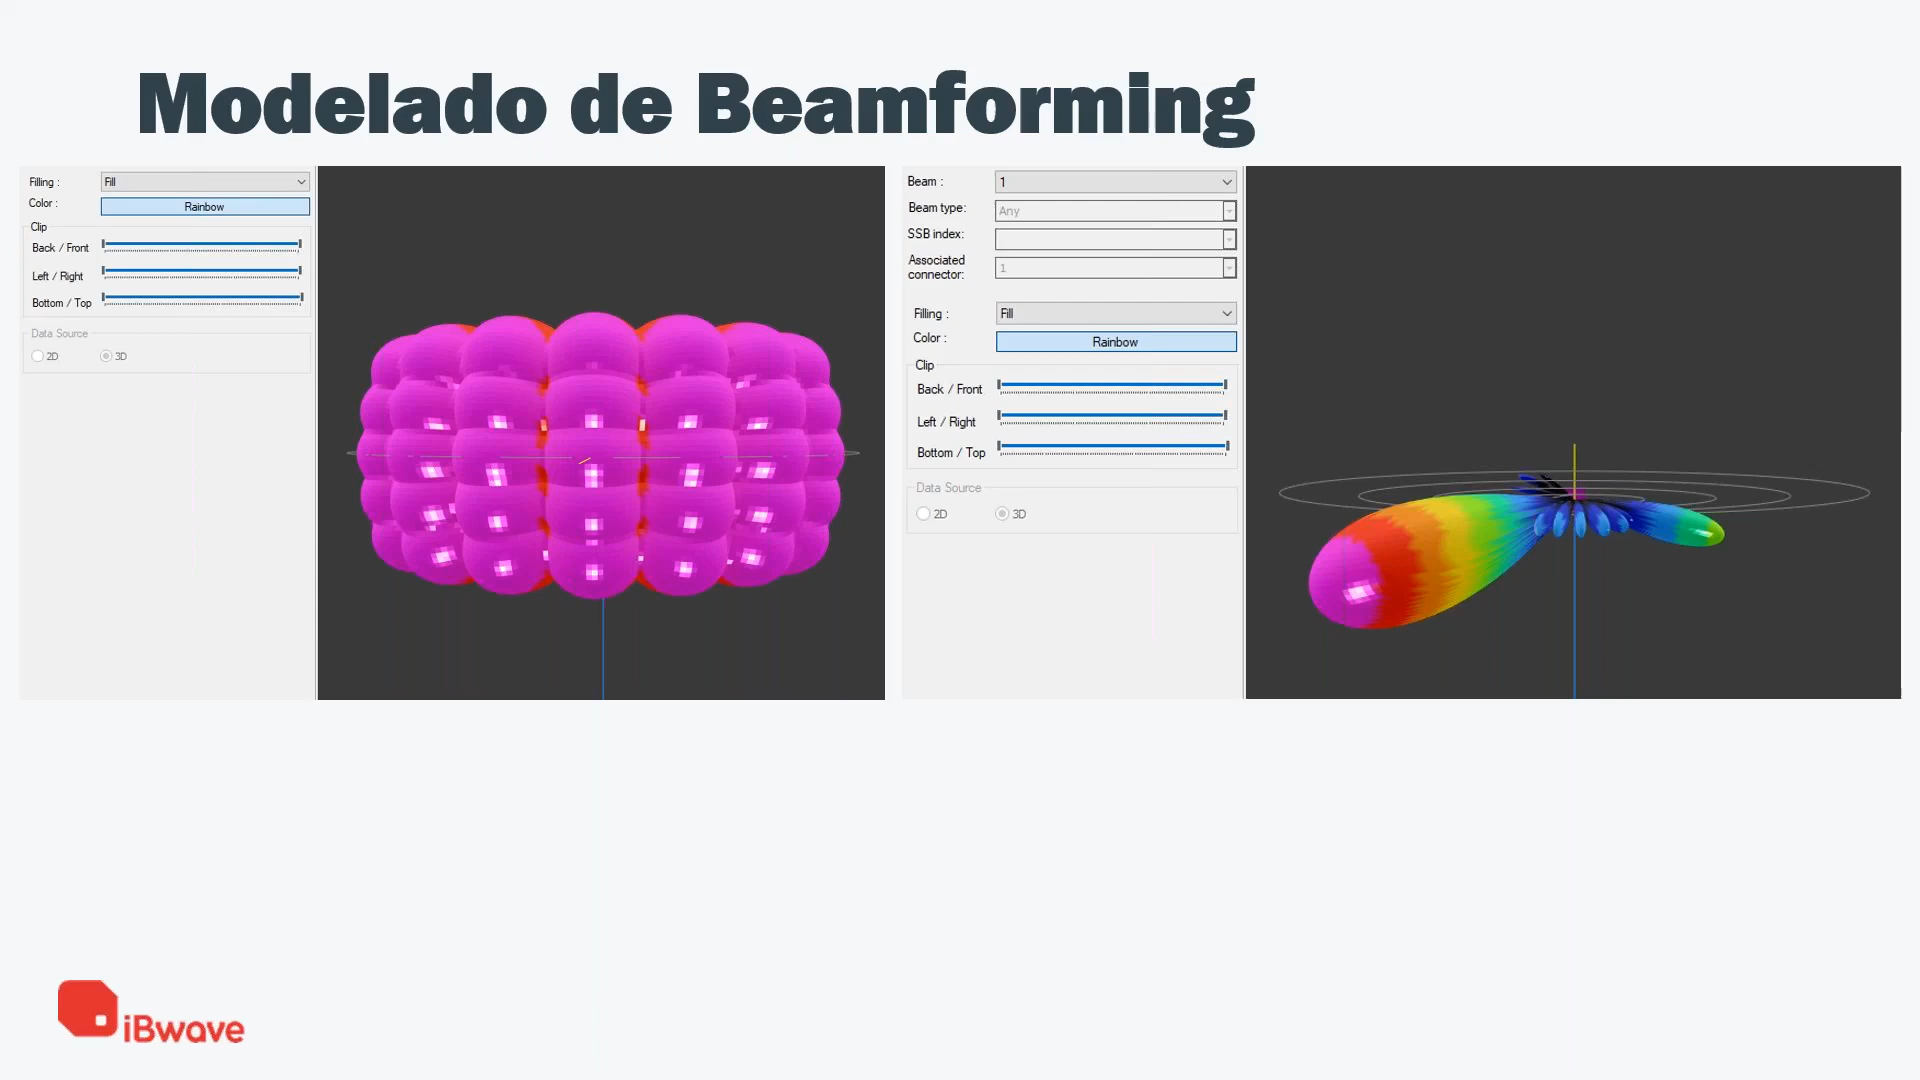 Modelado de Beamforming
Filling : Fill
Color : Rainbow
Clip
Back / Front
Left / Right
Bottom / Top
Data Source
2D 3D
Beam : 1
Beam type: Any
SSB index:
Associated
connector: 1
Filling : Fill
Color : Rainbow
Clip
Back / Front
Left / Right
Bottom / Top
Data Source
2D 3D
iBwave